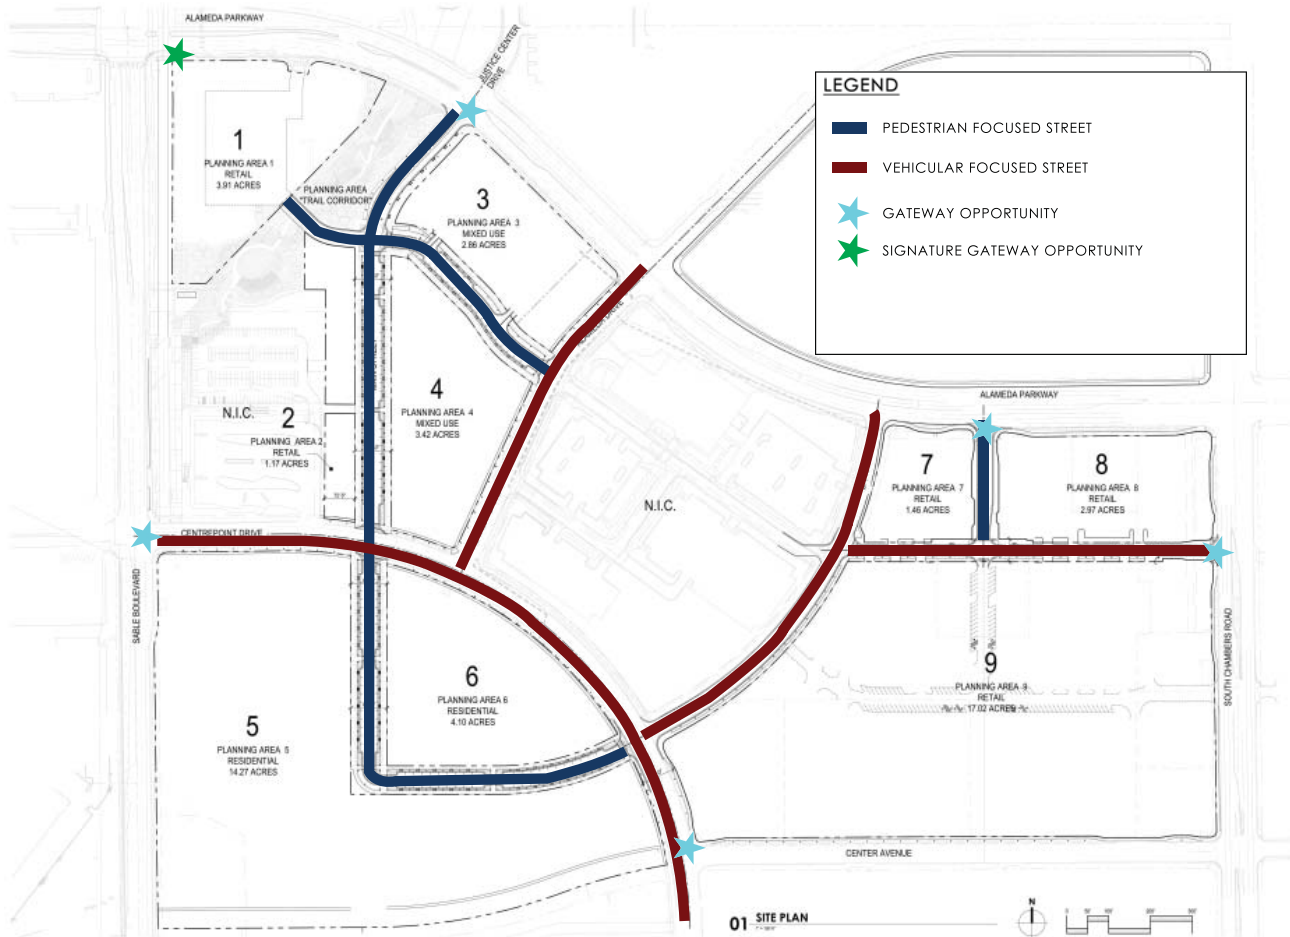 ALAMEDA PARKWAY
JUSTICE CENTER
DRIVE
LEGEND
PEDESTRIAN FOCUSED STREET
VEHICULAR FOCUSED STREET
GATEWAY OPPORTUNITY
SIGNATURE GATEWAY OPPORTUNITY
1
PLANNING AREA 1
RETAIL
3.91 ACRES
PLANNING AREA
"TRAIL CORRIDOR"
3
PLANNING AREA 3
MIXED USE
2.86 ACRES
DRIVE
4
PLANNING AREA 4
MIXED USE
3.42 ACRES
N.I.C.
2
PLANNING AREA 2
RETAIL
1.17 ACRES
ALAMEDA PARKWAY
7
PLANNING AREA 7
RETAIL
1.46 ACRES
8
PLANNING AREA 8
RETAIL
2.97 ACRES
N.I.C.
CENTREPOINT DRIVE
SABLE BOULEVARD
SOUTH CHAMBERS ROAD
6
PLANNING AREA 6
RESIDENTIAL
4.10 ACRES
9
PLANNING AREA 9
RETAIL
17.02 ACRES
5
PLANNING AREA 5
RESIDENTIAL
14.27 ACRES
CENTER AVENUE
01 SITE PLAN
N